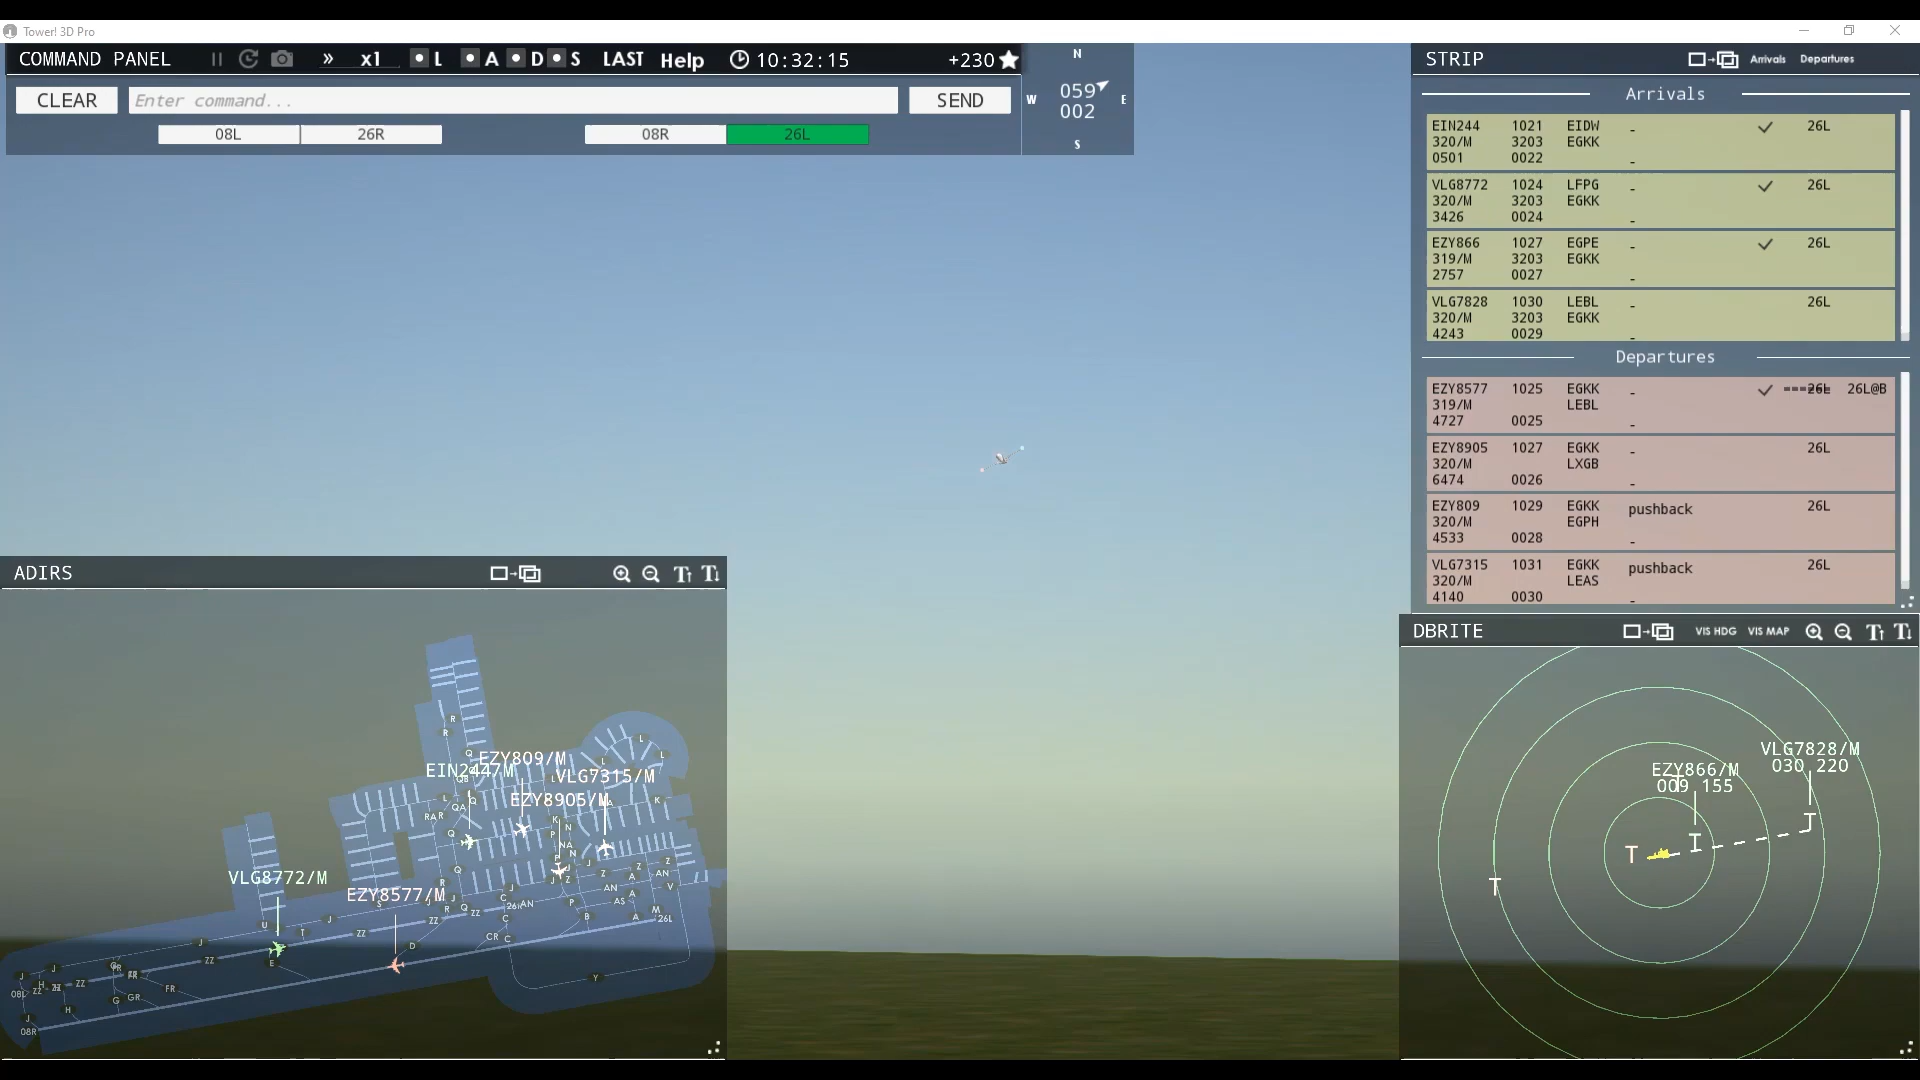 Tower! 3D Pro
COMMAND PANEL » x1 L A D S LAST Help 10:32:15 +230
CLEAR Enter command... SEND
08L 26R 08R 26L
N
W 059 E
002
S
STRIP Arrivals Departures
Arrivals
EIN244 1021 EIDW - 26L
320/M 3203 EGKK
0501 0022 -
VLG8772 1024 LFPG - 26L
320/M 3203 EGKK
3426 0024 -
EZY866 1027 EGPE - 26L
319/M 3203 EGKK
2757 0027 -
VLG7828 1030 LEBL - 26L
320/M 3203 EGKK
4243 0029 -
Departures
EZY8577 1025 EGKK - 26L 26L@B
319/M LEBL
4727 0025 -
EZY8905 1027 EGKK - 26L
320/M LXGB
6474 0026 -
EZY809 1029 EGKK pushback 26L
320/M EGPH
4533 0028 -
VLG7315 1031 EGKK pushback 26L
320/M LEAS
4140 0030 -
ADIRS
EZY809/M
EIN244/M
VLG7315/M
EZY8905/M
VLG8772/M
EZY8577/M
08L
08R
26L
DBRITE VIS HDG VIS MAP
VLG7828/M
030 220
EZY866/M
009 155